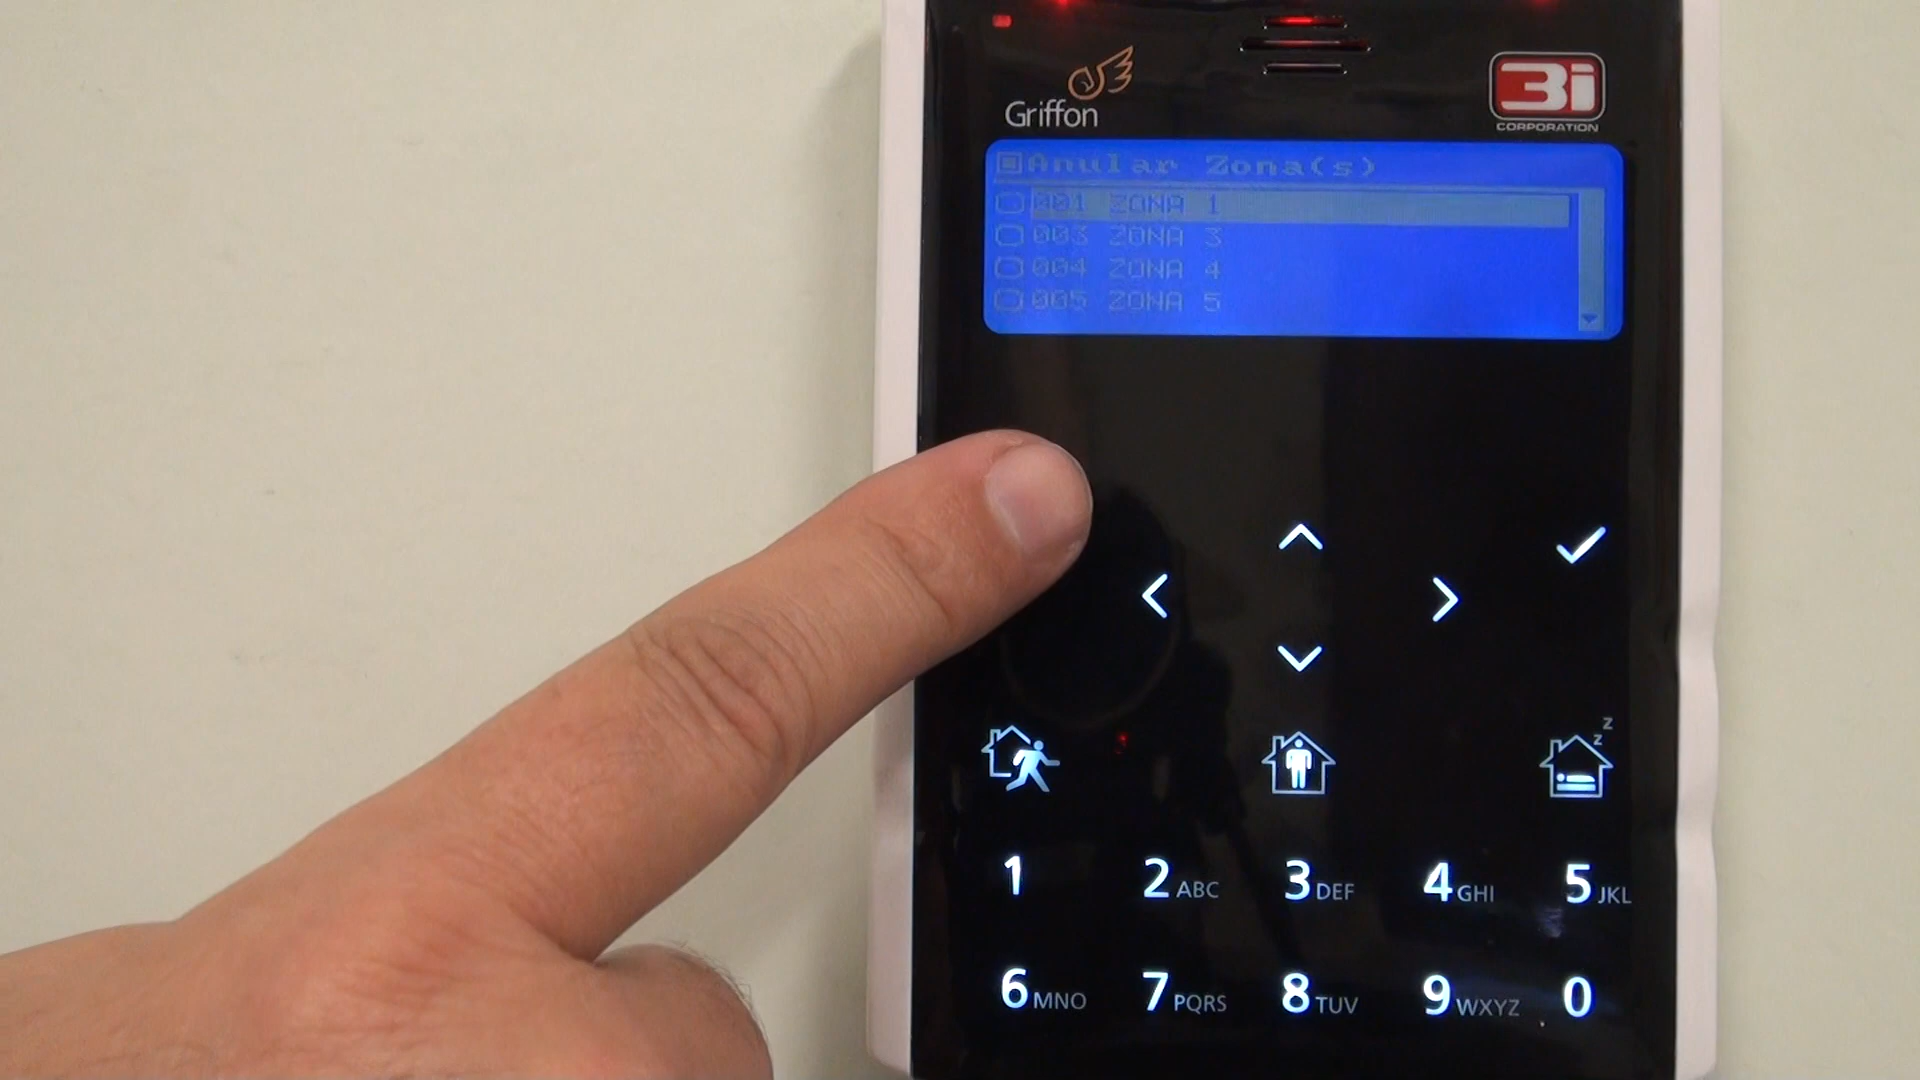 Griffon
3i
CORPORATION
Anular Zona(s)
001 ZONA 1
003 ZONA 3
004 ZONA 4
005 ZONA 5
z z
1 2 ABC 3 DEF 4 GHI 5 JKL
6 MNO 7 PQRS 8 TUV 9 WXYZ 0